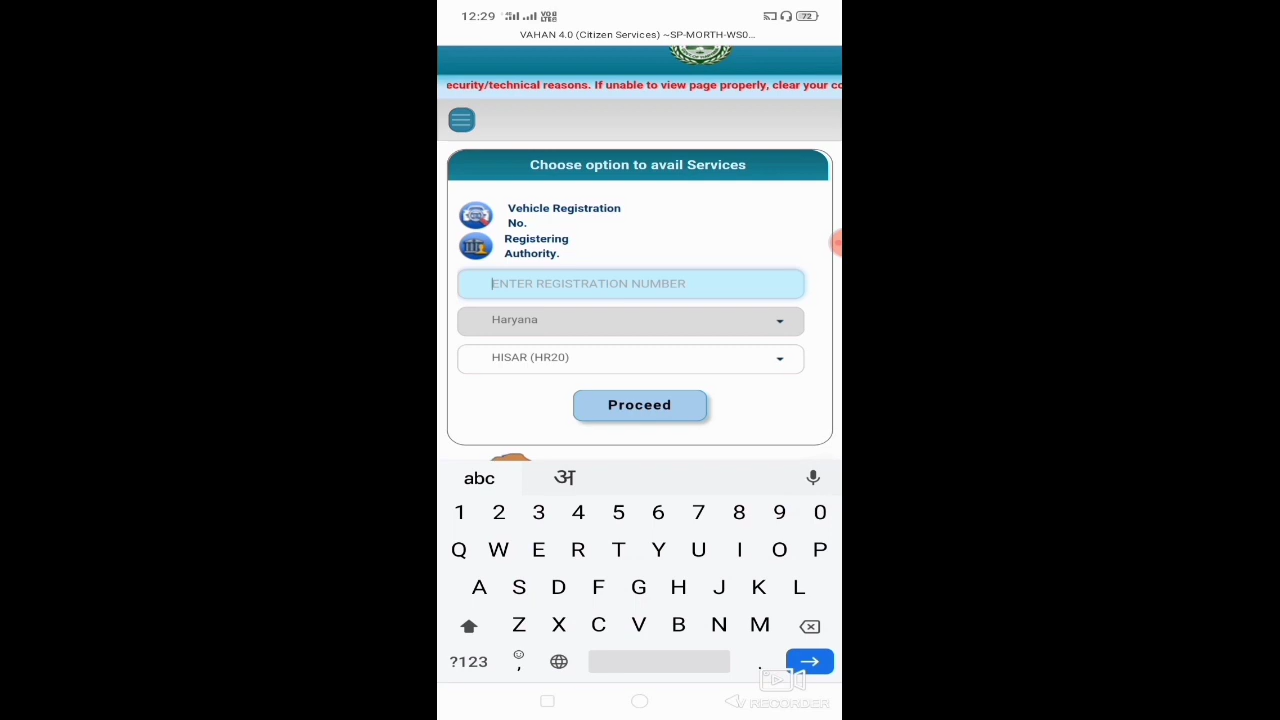 12:29 72
VAHAN 4.0 (Citizen Services) ~SP-MORTH-WS0...
ecurity/technical reasons. If unable to view page properly, clear your
Choose option to avail Services
Vehicle Registration
No.
Registering
Authority.
ENTER REGISTRATION NUMBER
Haryana
HISAR (HR20)
Proceed
abc अ
1 2 3 4 5 6 7 8 9 0
Q W E R T Y U I O P
A S D F G H J K L
Z X C V B N M
?123 , .
V RECORDER